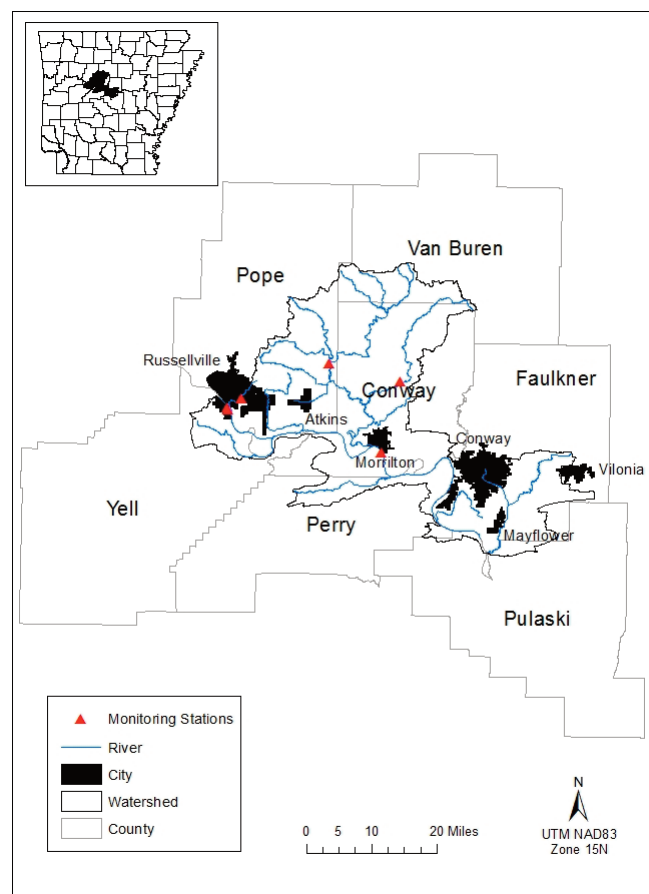 Van Buren
Pope
Russellville
Faulkner
Conway
Atkins
Conway
Morrilton
Vilonia
Yell
Perry
Mayflower
Pulaski
Monitoring Stations
River
City
Watershed
County
0 5 10 20 Miles
N
UTM NAD83
Zone 15N